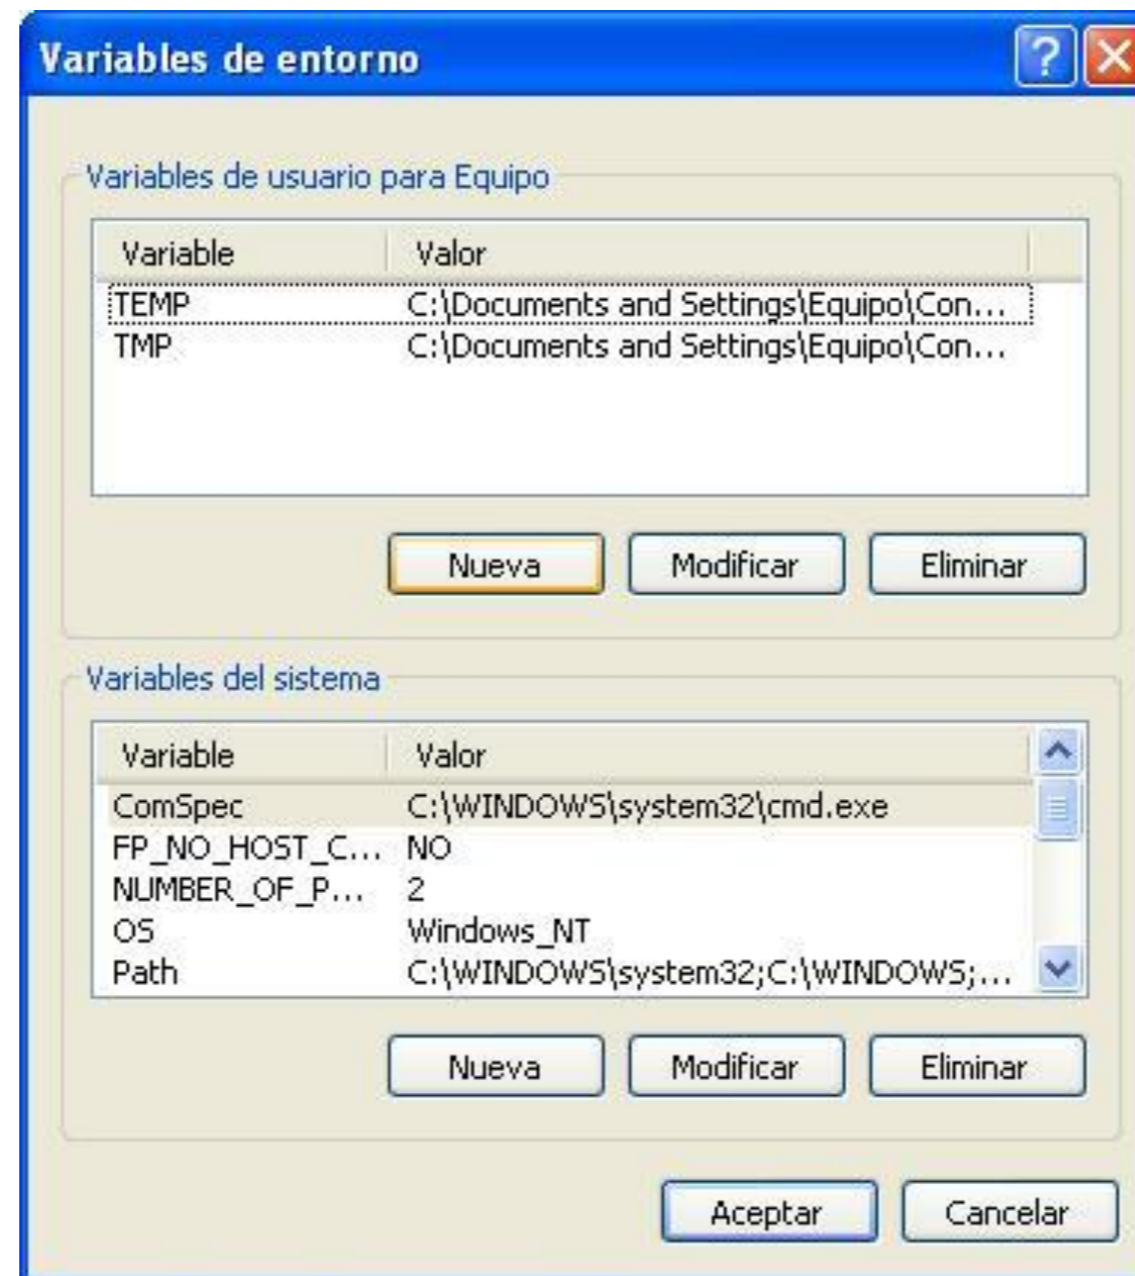 Variables de entorno
Variables de usuario para Equipo
Variable Valor
TEMP C:\Documents and Settings\Equipo\Con...
TMP C:\Documents and Settings\Equipo\Con...
Nueva Modificar Eliminar
Variables del sistema
Variable Valor
ComSpec C:\WINDOWS\system32\cmd.exe
FP_NO_HOST_C... NO
NUMBER_OF_P... 2
OS Windows_NT
Path C:\WINDOWS\system32;C:\WINDOWS;...
Nueva Modificar Eliminar
Aceptar Cancelar